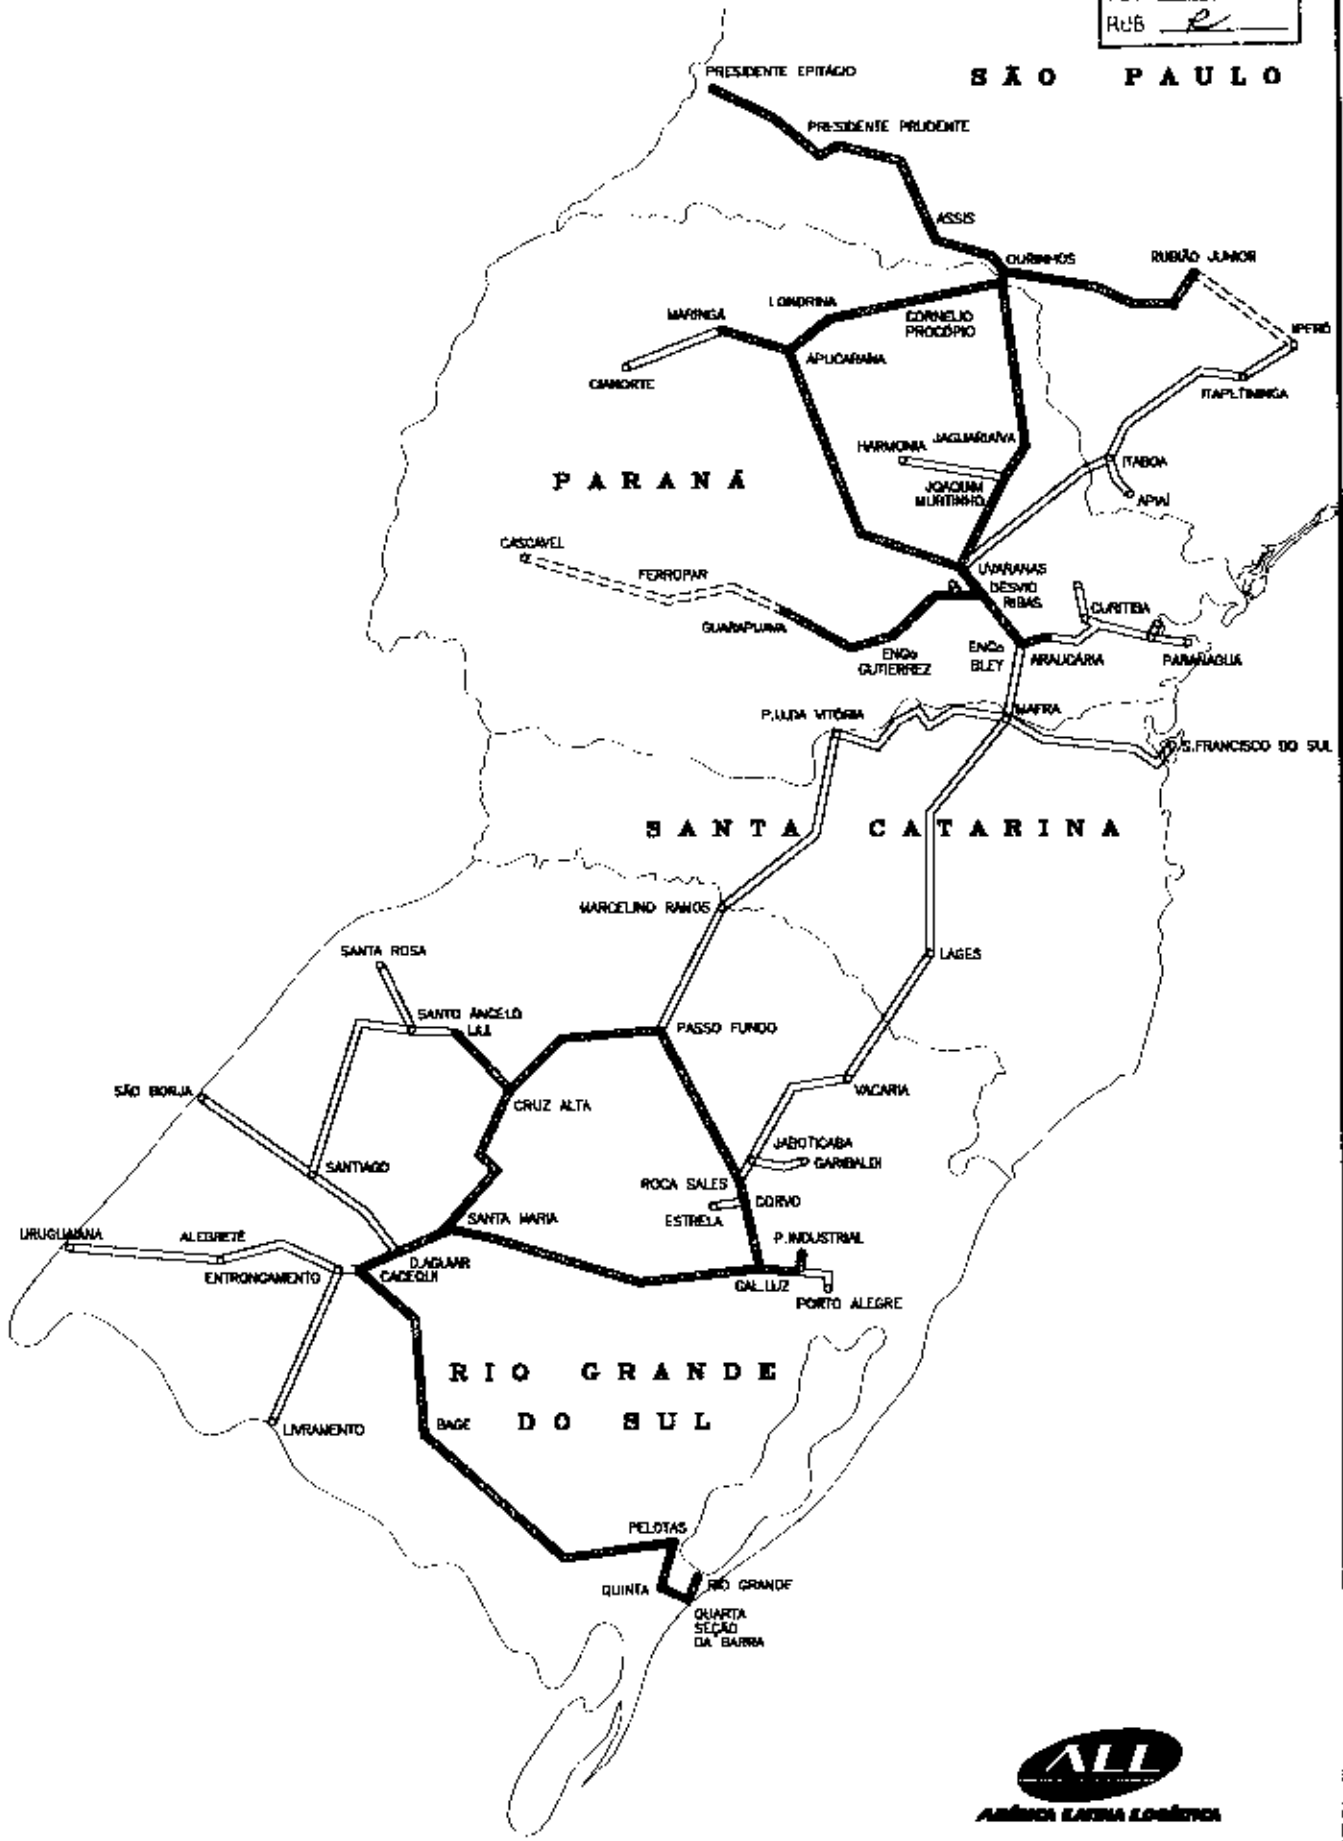 RUB
SÃO PAULO
PRESIDENTE EPITÁCIO
PRESIDENTE PRUDENTE
ASSIS
OURINHOS
RUBIÃO JUNIOR
LONDRINA
MARINGÁ
CORNELIO
PROCÓPIO
IPERÓ
APUCARANA
CIANORTE
ITAPETININGA
HARMONIA
JAGUARIAÍVA
ITABOA
PARANÁ
JOAQUIM
MURTINHO
APIAÍ
CASCAVEL
FERROPAR
UVARANAS
DESVIO
RIBAS
CURITIBA
GUARAPUAVA
ENGo
GUTIERREZ
ENGo
BLEY
ARAUCÁRIA
PARANAGUA
P.U.DA VITÓRIA
MAFRA
S.FRANCISCO DO SUL
SANTA CATARINA
MARCELINO RAMOS
SANTA ROSA
LAGES
SANTO ÂNGELO
PASSO FUNDO
SÃO BORJA
CRUZ ALTA
VACARIA
JABOTICABA
SANTIAGO
GARIBALDI
ROCA SALES
CORVO
SANTA MARIA
ESTRELA
URUGUAIANA
ALEGRETE
P.INDUSTRIAL
D.AGUIAR
ENTRONCAMENTO
CACEQUI
GAL.LUZ
PORTO ALEGRE
RIO GRANDE
DO SUL
LIVRAMENTO
BAGE
PELOTAS
QUINTA
RIO GRANDE
QUARTA
SEÇÃO
DA BARRA
ALL
AMÉRICA LATINA LOGÍSTICA